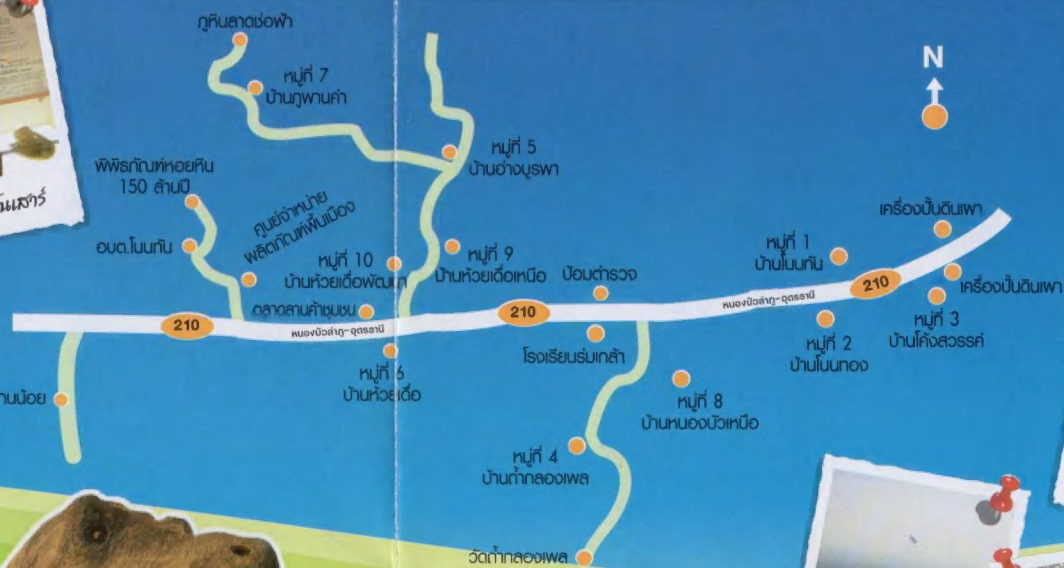 ภูหินลาดช่อฟ้า
หมู่ที่ 7
บ้านภูพานคำ
N
พิพิธภัณฑ์หอยหิน
150 ล้านปี
หมู่ที่ 5
บ้านอ่างบูรพา
อบต.โนนทัน
ศูนย์จำหน่าย
ผลิตภัณฑ์พื้นเมือง
หมู่ที่ 10
บ้านห้วยเดื่อพัฒนา
หมู่ที่ 9
บ้านห้วยเดื่อเหนือ
ป้อมตำรวจ
หมู่ที่ 1
บ้านโนนทัน
เครื่องปั้นดินเผา
เครื่องปั้นดินเผา
ตลาดลานค้าชุมชน
210
หนองบัวลำภู-อุดรธานี
210
หนองบัวลำภู-อุดรธานี
210
หมู่ที่ 6
บ้านห้วยเดื่อ
โรงเรียนร่มเกล้า
หมู่ที่ 2
บ้านโนนทอง
หมู่ที่ 3
บ้านโค้งสวรรค์
หมู่ที่ 8
บ้านหนองบัวเหนือ
หมู่ที่ 4
บ้านถ้ำกลองเพล
วัดถ้ำกลองเพล